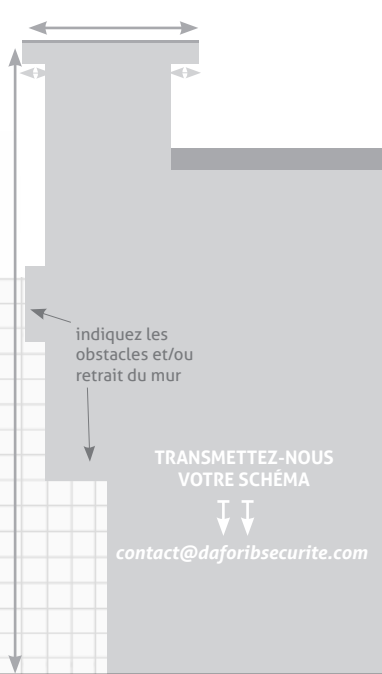 indiquez les
obstacles et/ou
retrait du mur
TRANSMETTEZ-NOUS
VOTRE SCHÉMA
contact@daforibsecurite.com